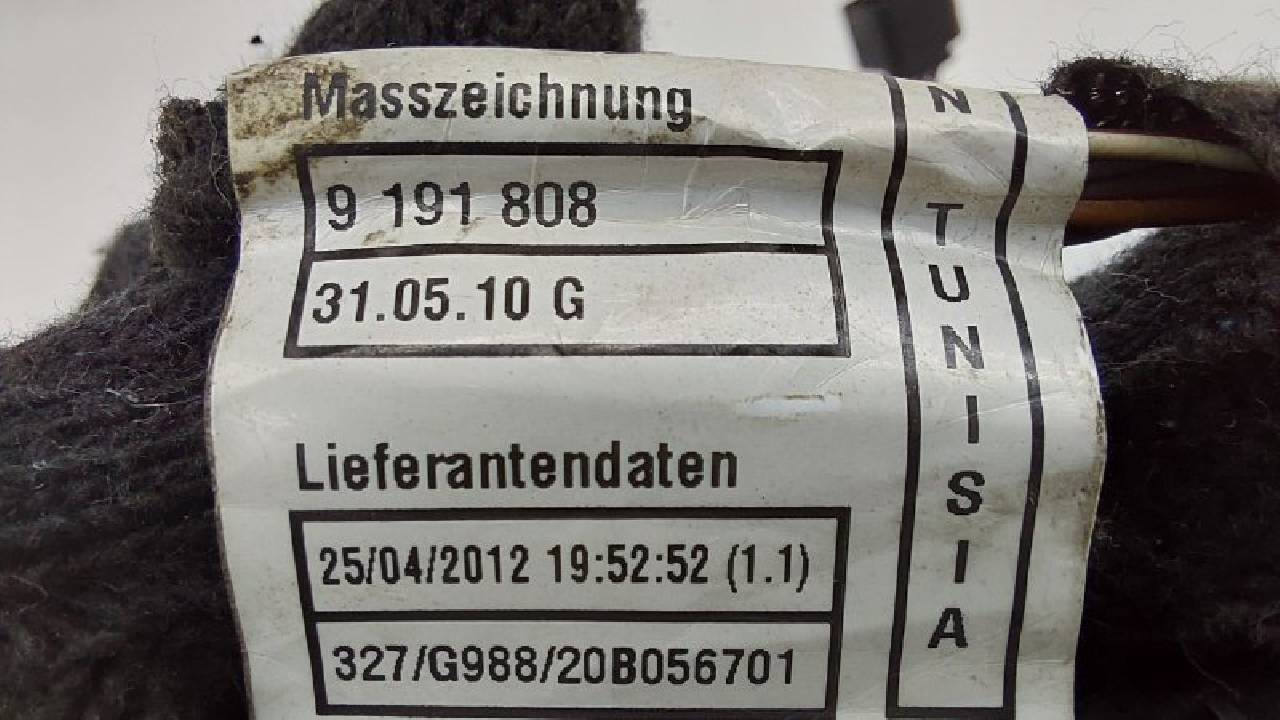 Masszeichnung
9 191 808
31.05.10 G
Lieferantendaten
25/04/2012 19:52:52 (1.1)
327/G988/20B056701
N TUNISIA